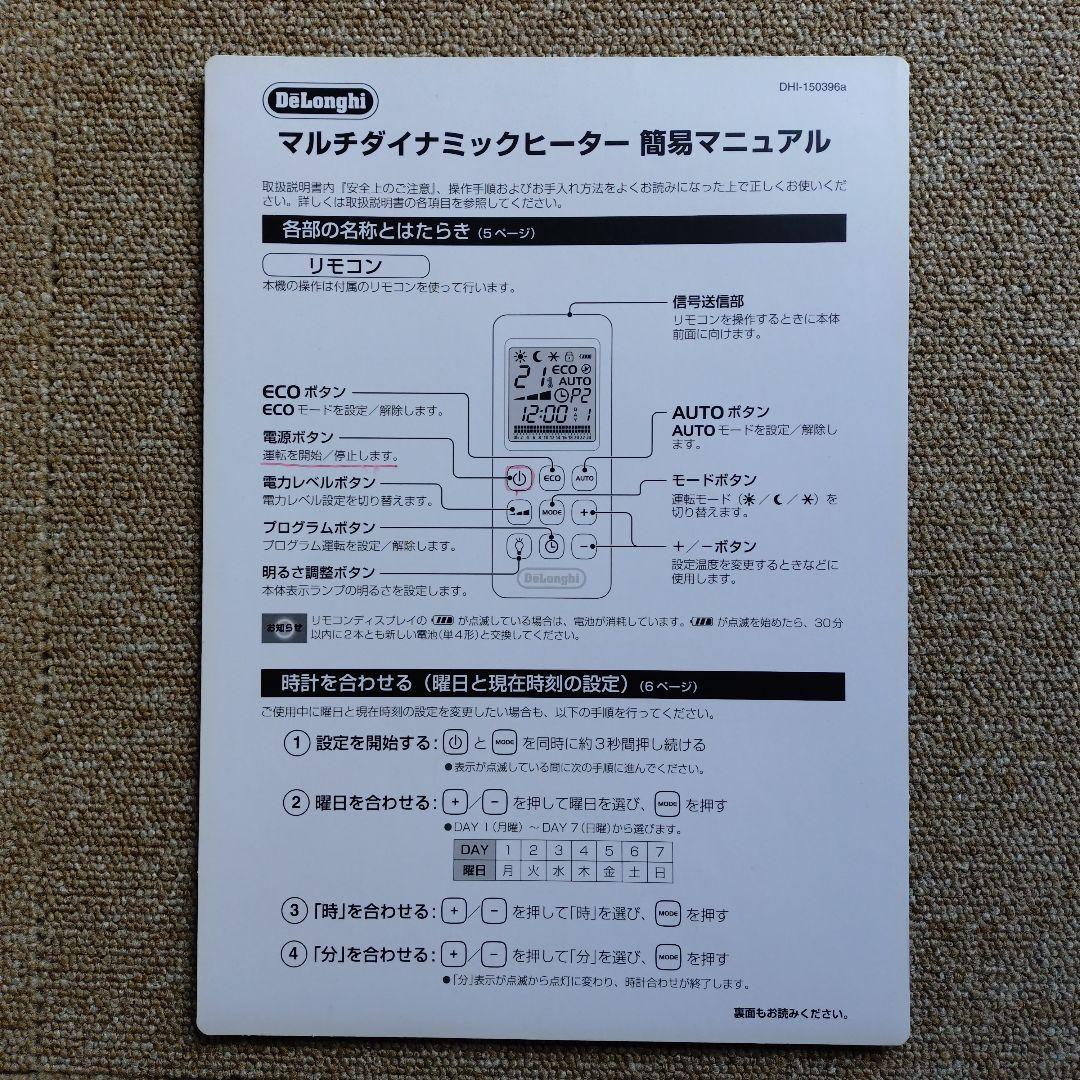 DēLonghi
DHI-150396a
マルチダイナミックヒーター 簡易マニュアル
取扱説明書内『安全上のご注意』、操作手順およびお手入れ方法をよくお読みになった上で正しくお使いくだ
さい。詳しくは取扱説明書の各項目を参照してください。
各部の名称とはたらき（5ページ）
リモコン
本機の操作は付属のリモコンを使って行います。
信号送信部
リモコンを操作するときに本体
前面に向けます。
ECO
21
AUTO
P2
12:00 DAY 1
ECOボタン
ECOモードを設定／解除します。
電源ボタン
運転を開始／停止します。
電力レベルボタン
電力レベル設定を切り替えます。
プログラムボタン
プログラム運転を設定／解除します。
明るさ調整ボタン
本体表示ランプの明るさを設定します。
ECO AUTO
MODE +
−
DēLonghi
AUTOボタン
AUTOモードを設定／解除し
ます。
モードボタン
運転モード（☀／☾／✳）を
切り替えます。
＋／−ボタン
設定温度を変更するときなどに
使用します。
お知らせ
リモコンディスプレイの が点滅している場合は、電池が消耗しています。 が点滅を始めたら、30分
以内に2本とも新しい電池(単4形)と交換してください。
時計を合わせる（曜日と現在時刻の設定）（6ページ）
ご使用中に曜日と現在時刻の設定を変更したい場合も、以下の手順を行ってください。
① 設定を開始する: ⏻ と MODE を同時に約3秒間押し続ける
●表示が点滅している間に次の手順に進んでください。
② 曜日を合わせる: +／− を押して曜日を選び、MODE を押す
●DAY 1（月曜）～DAY 7（日曜）から選びます。
DAY 1 2 3 4 5 6 7
曜日 月 火 水 木 金 土 日
③ 「時」を合わせる: +／− を押して「時」を選び、MODE を押す
④ 「分」を合わせる: +／− を押して「分」を選び、MODE を押す
●「分」表示が点滅から点灯に変わり、時計合わせが終了します。
裏面もお読みください。